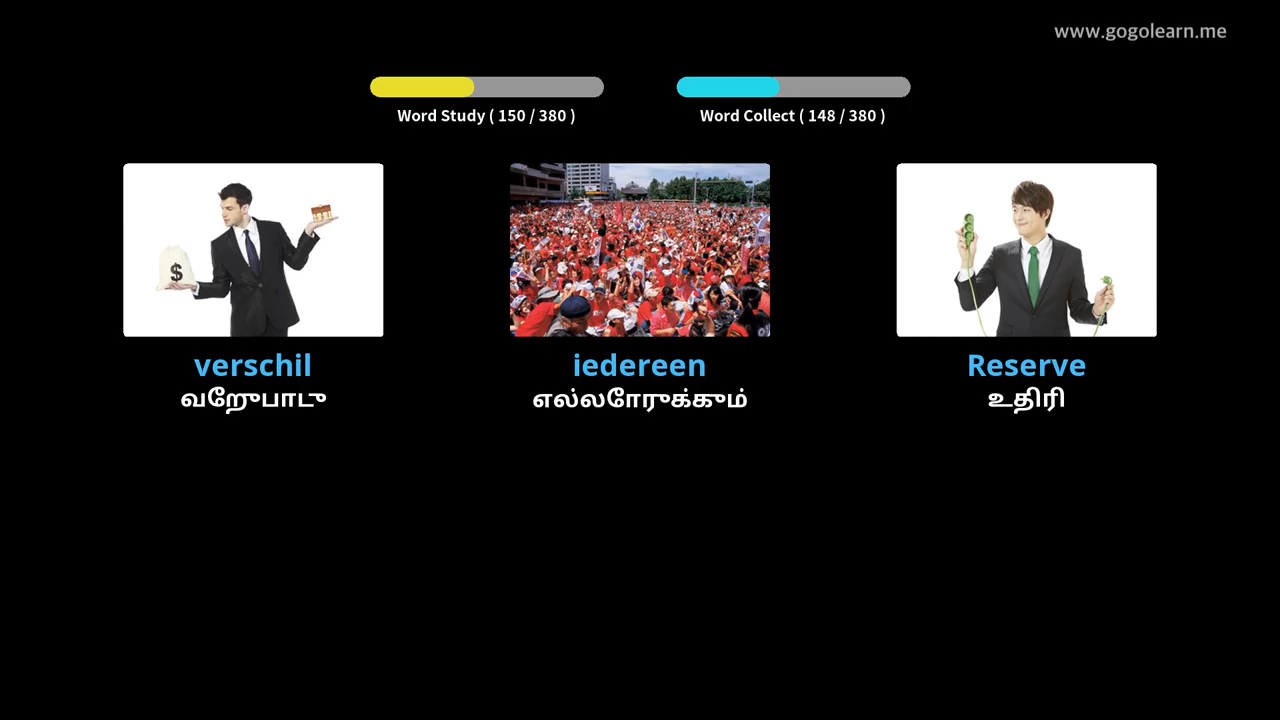 www.gogolearn.me
Word Study ( 150 / 380 )
Word Collect ( 148 / 380 )
$
verschil
வறேுபாடு
iedereen
எல்லோருக்கும்
Reserve
உதிரி